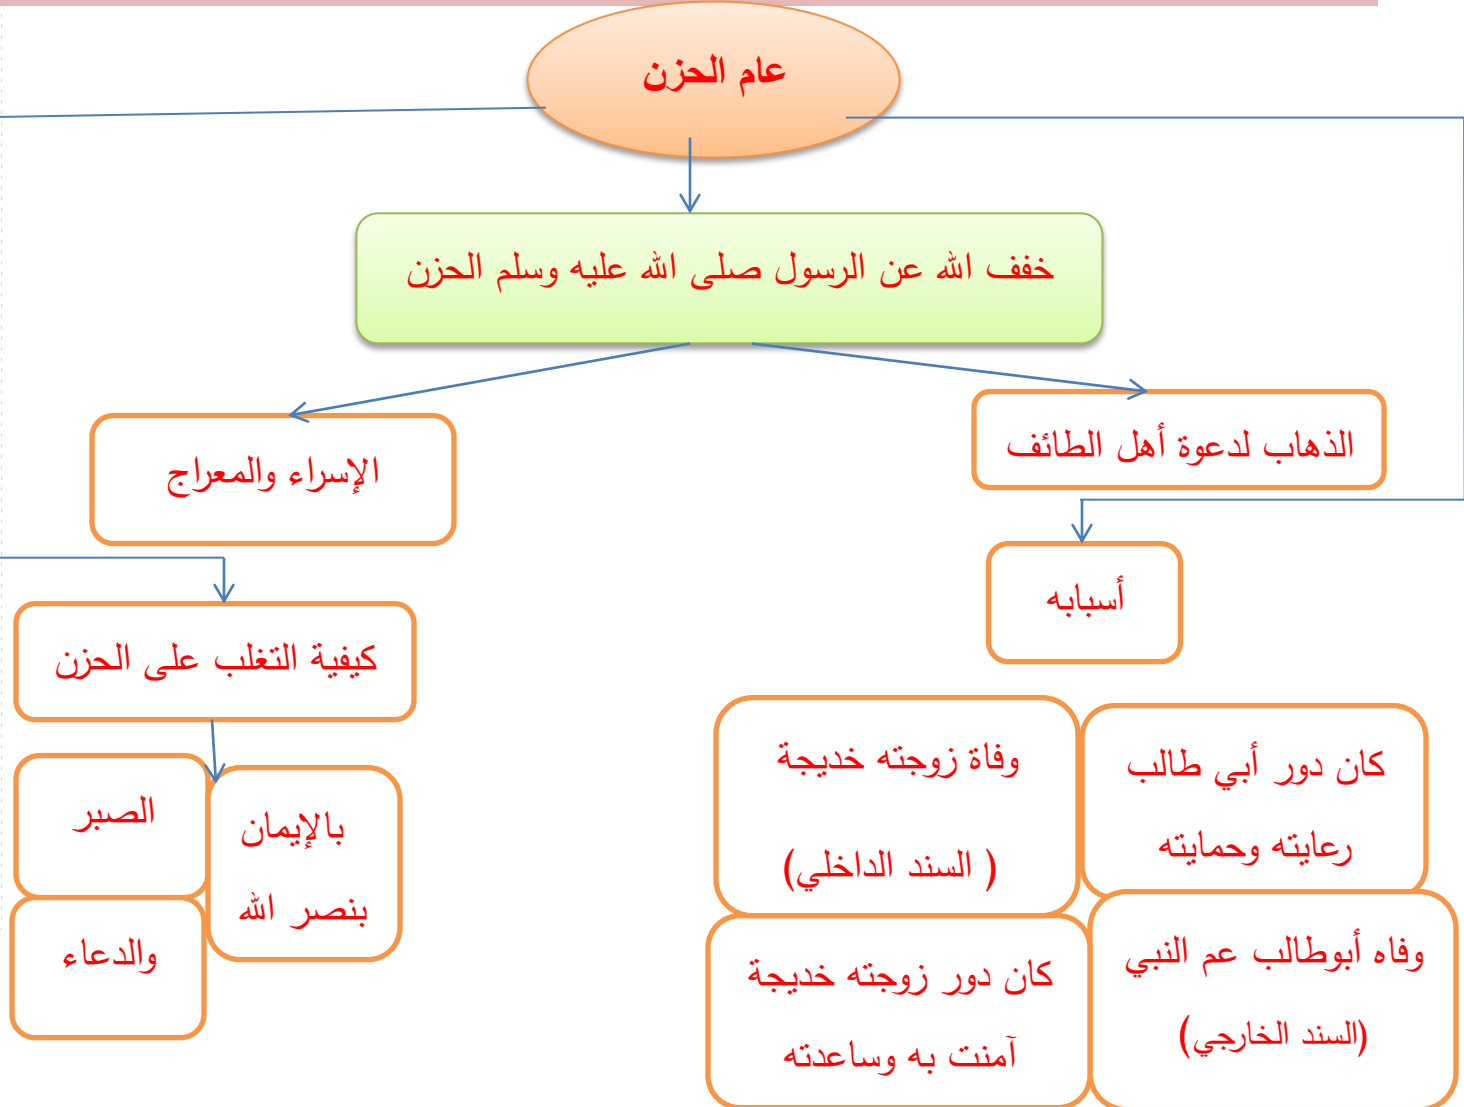 عام الحزن
خفف الله عن الرسول صلى الله عليه وسلم الحزن
الذهاب لدعوة أهل الطائف
الإسراء والمعراج
أسبابه
كيفية التغلب على الحزن
كان دور أبي طالب
رعايته وحمايته
وفاة زوجته خديجة
( السند الداخلي)
وفاه أبوطالب عم النبي
(السند الخارجي)
كان دور زوجته خديجة
آمنت به وساعدته
بالإيمان
بنصر الله
الصبر
والدعاء